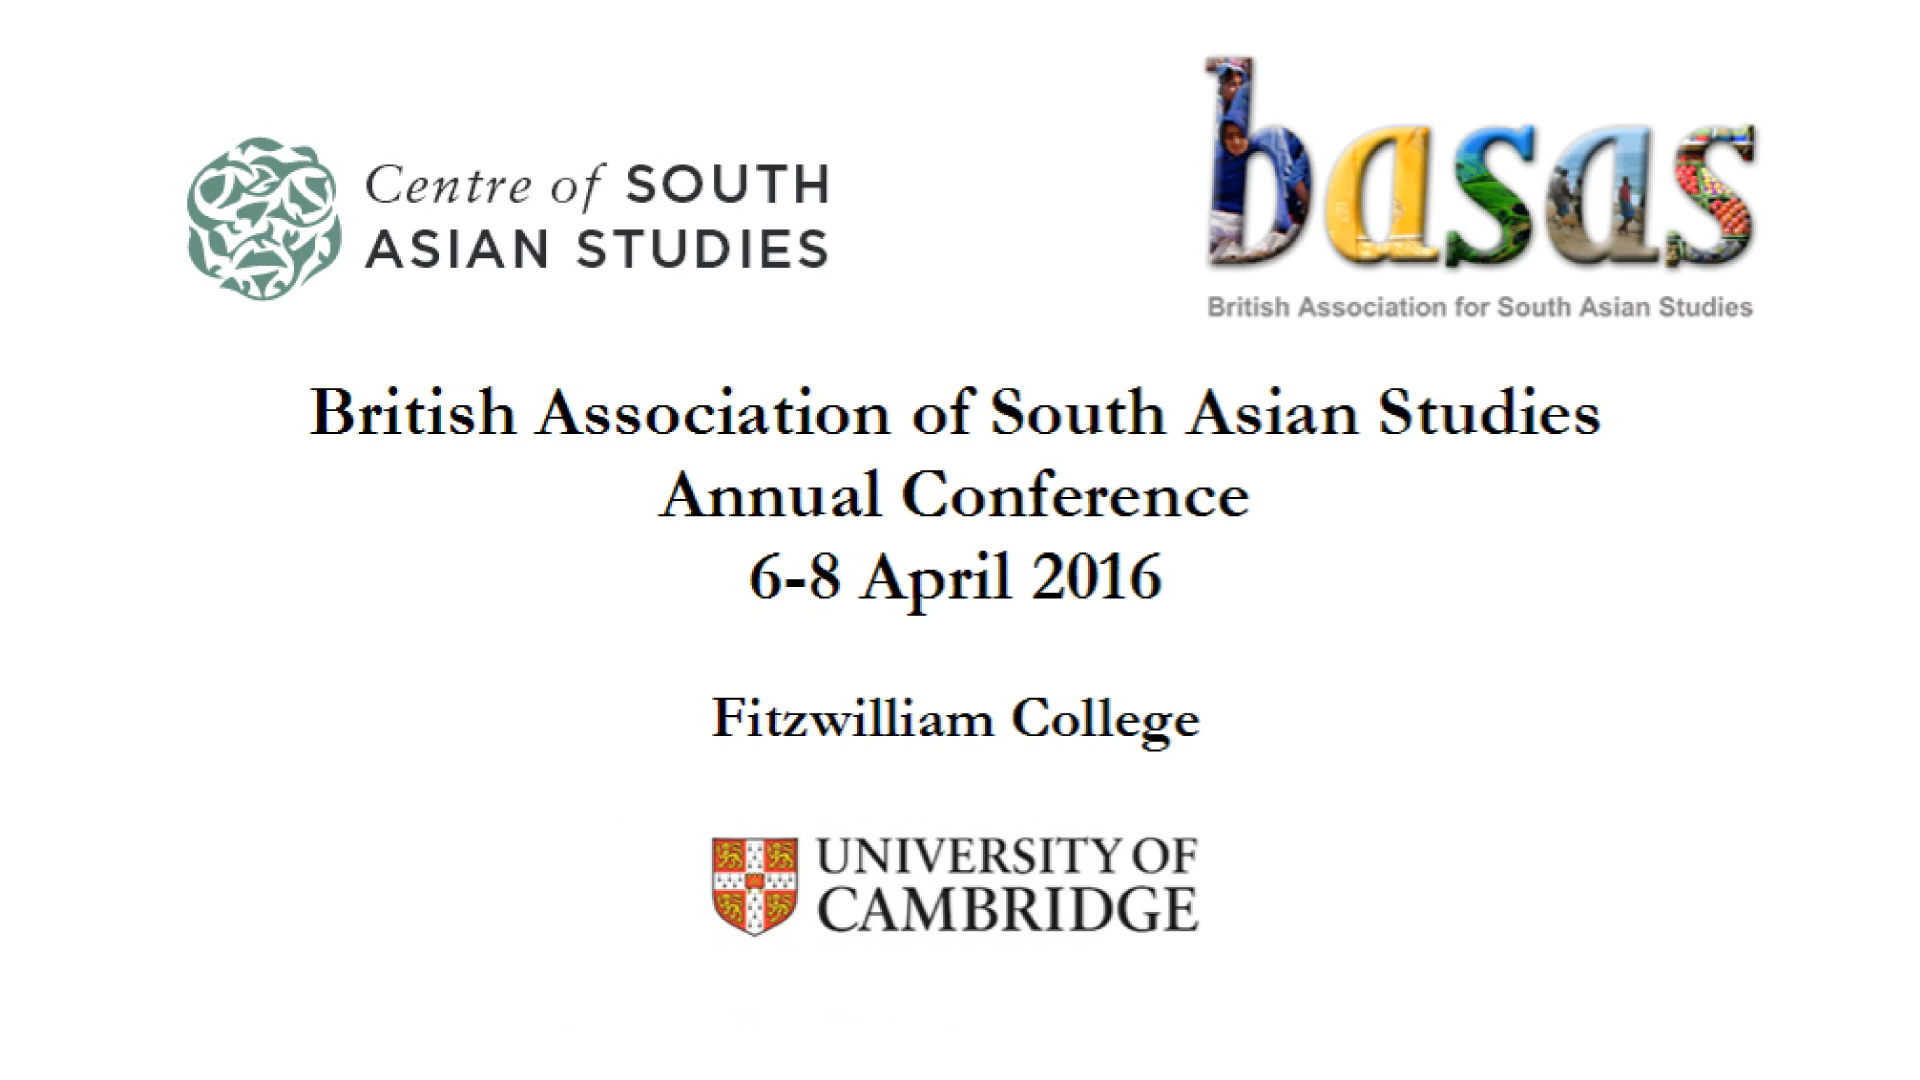 Centre of SOUTH
ASIAN STUDIES
basas
British Association for South Asian Studies
British Association of South Asian Studies
Annual Conference
6-8 April 2016
Fitzwilliam College
UNIVERSITY OF
CAMBRIDGE